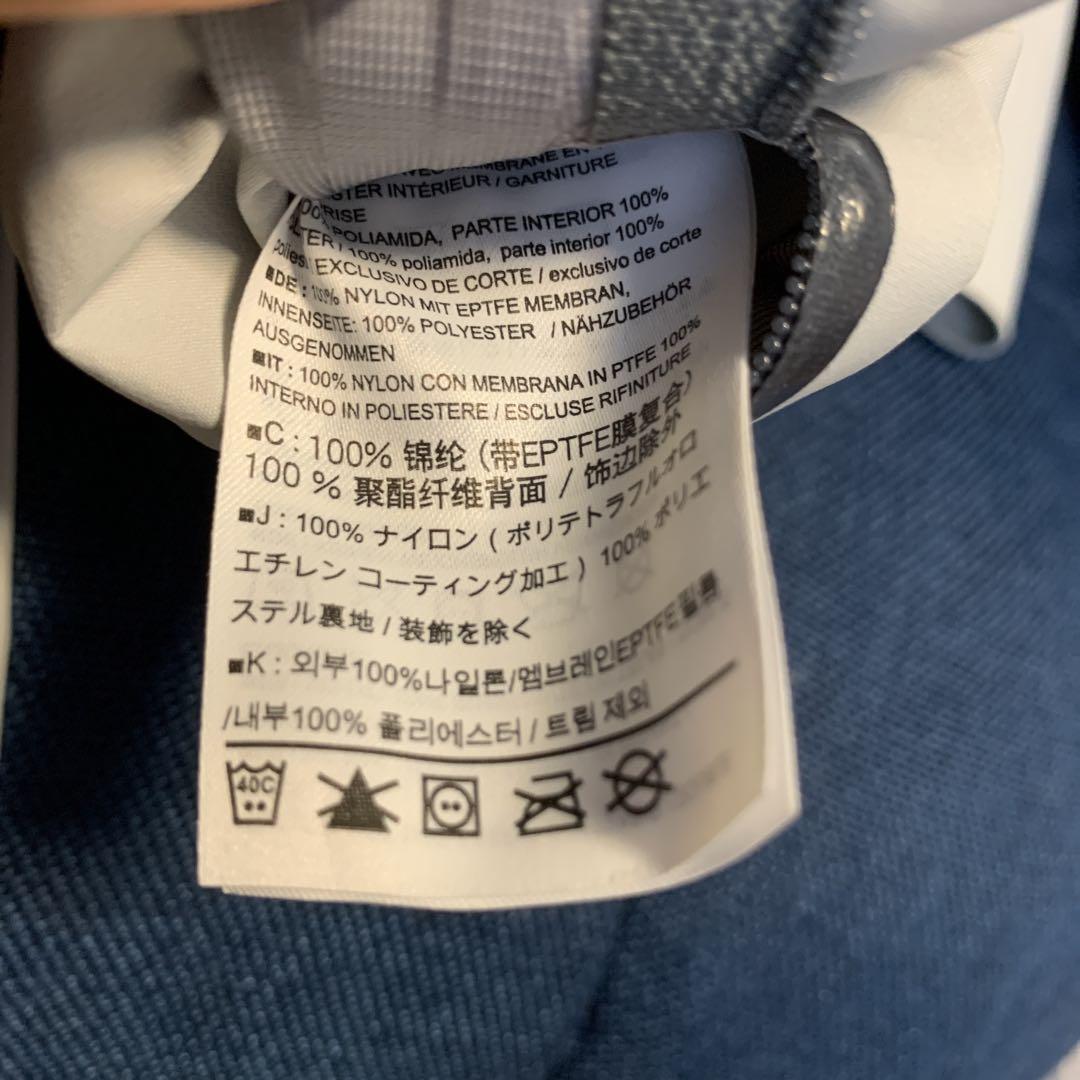 MEMBRANE EN
STER INTÉRIEUR / GARNITURE
RISE
POLIAMIDA, PARTE INTERIOR 100%
TER / 100% poliamida, parte interior 100%
polies EXCLUSIVO DE CORTE / exclusivo de corte
■DE : 100% NYLON MIT EPTFE MEMBRAN,
INNENSEITE: 100% POLYESTER / NÄHZUBEHÖR
AUSGENOMMEN
■IT : 100% NYLON CON MEMBRANA IN PTFE 100%
INTERNO IN POLIESTERE / ESCLUSE RIFINITURE
■C : 100% 锦纶 (带EPTFE膜复合)
100 % 聚酯纤维背面 / 饰边除外
■J : 100% ナイロン ( ポリテトラフルオロ
エチレン コーティング加工 ) 100% ポリエ
ステル裏地 / 装飾を除く
■K : 외부100%나일론/엠브레인EPTFE필름
/내부100% 폴리에스터 / 트림 제외
40C